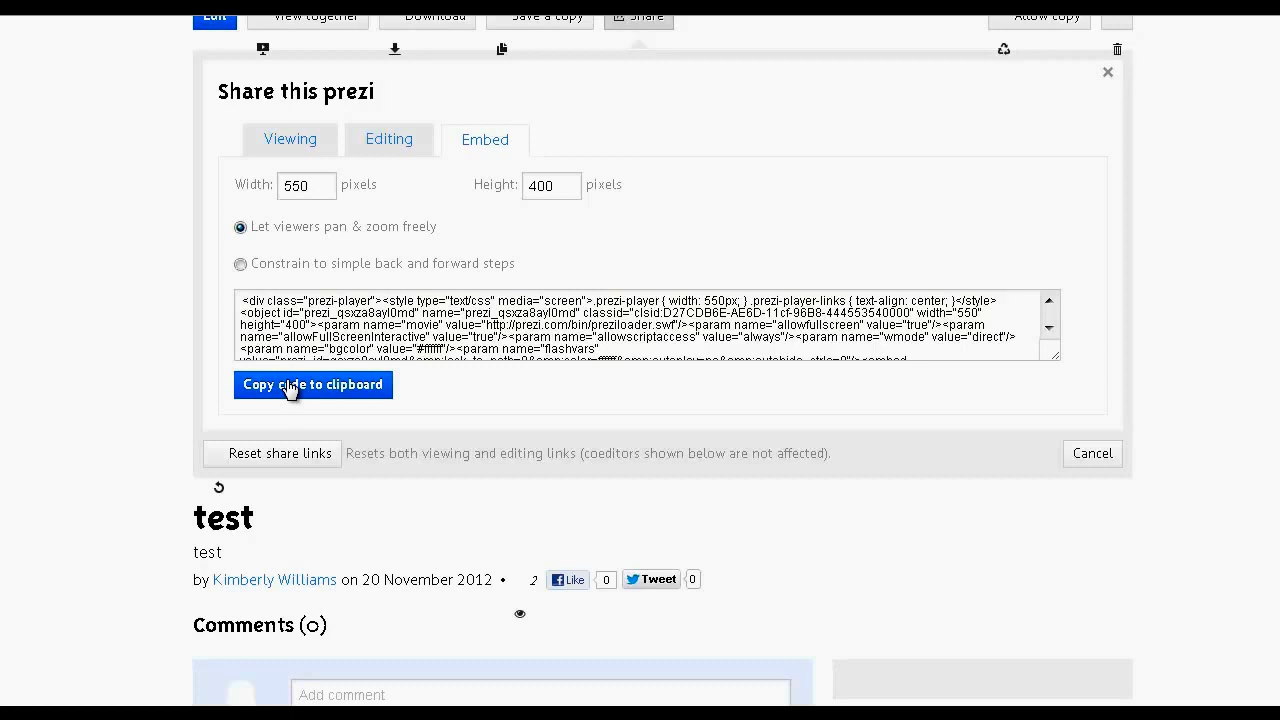 Edit View together Download Save a copy Share Allow copy
Share this prezi
Viewing Editing Embed
Width: 550 pixels Height: 400 pixels
Let viewers pan & zoom freely
Constrain to simple back and forward steps
<div class="prezi-player"><style type="text/css" media="screen">.prezi-player { width: 550px; } .prezi-player-links { text-align: center; }</style>
<object id="prezi_qsxza8ayl0md" name="prezi_qsxza8ayl0md" classid="clsid:D27CDB6E-AE6D-11cf-96B8-444553540000" width="550"
height="400"><param name="movie" value="http://prezi.com/bin/preziloader.swf"/><param name="allowfullscreen" value="true"/><param
name="allowFullScreenInteractive" value="true"/><param name="allowscriptaccess" value="always"/><param name="wmode" value="direct"/>
<param name="bgcolor" value="#ffffff"/><param name="flashvars"
Copy code to clipboard
Reset share links Resets both viewing and editing links (coeditors shown below are not affected). Cancel
test
test
by Kimberly Williams on 20 November 2012 • 2 Like 0 Tweet 0
Comments (0)
Add comment